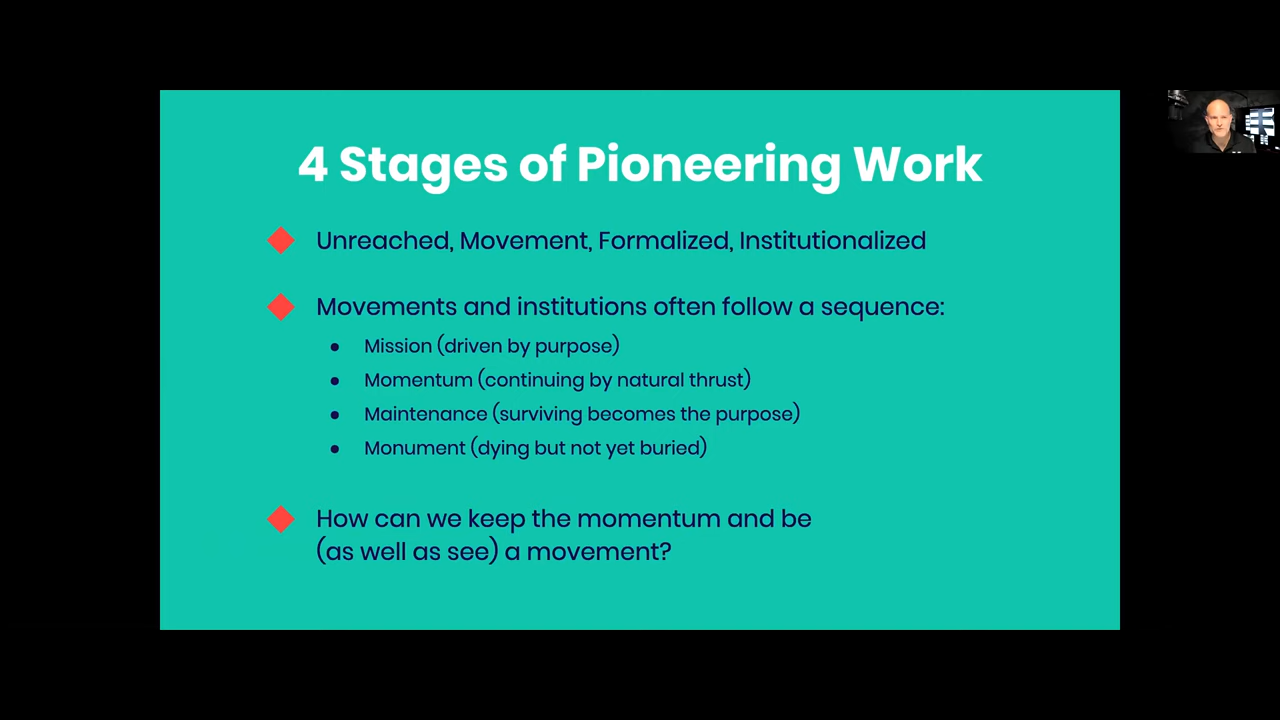 4 Stages of Pioneering Work
Unreached, Movement, Formalized, Institutionalized
Movements and institutions often follow a sequence:
Mission (driven by purpose)
Momentum (continuing by natural thrust)
Maintenance (surviving becomes the purpose)
Monument (dying but not yet buried)
How can we keep the momentum and be
(as well as see) a movement?